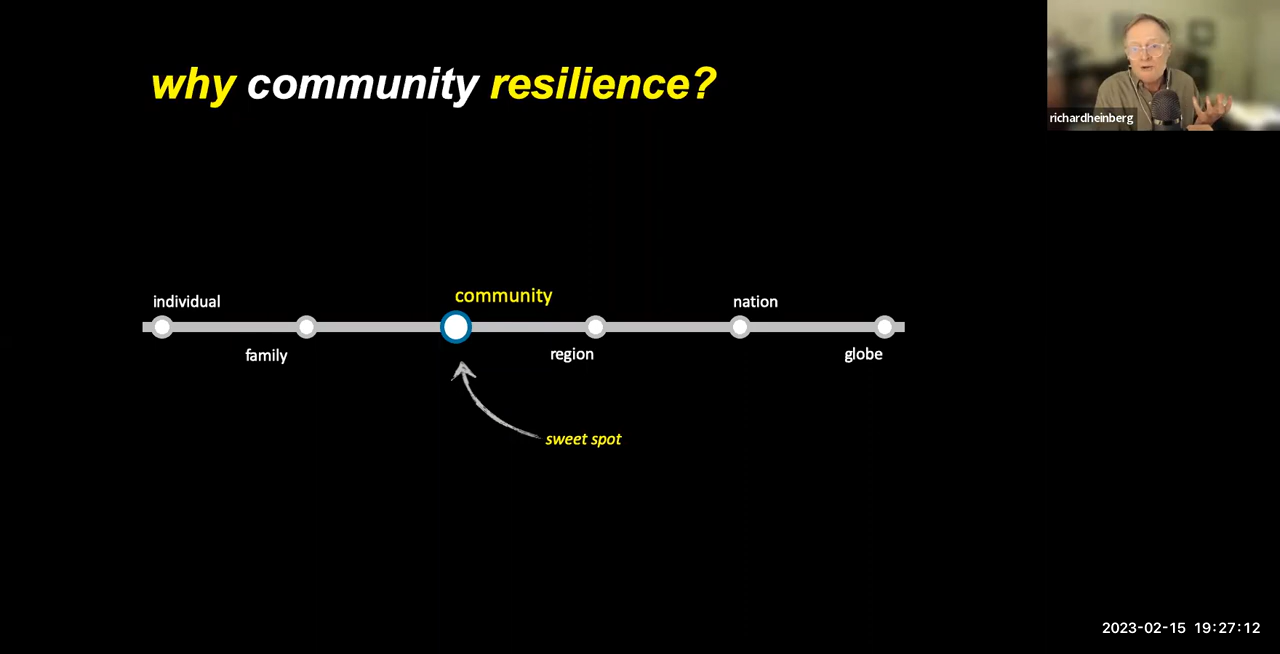 why community resilience?
richardheinberg
individual
community
nation
family
region
globe
sweet spot
2023-02-15 19:27:12